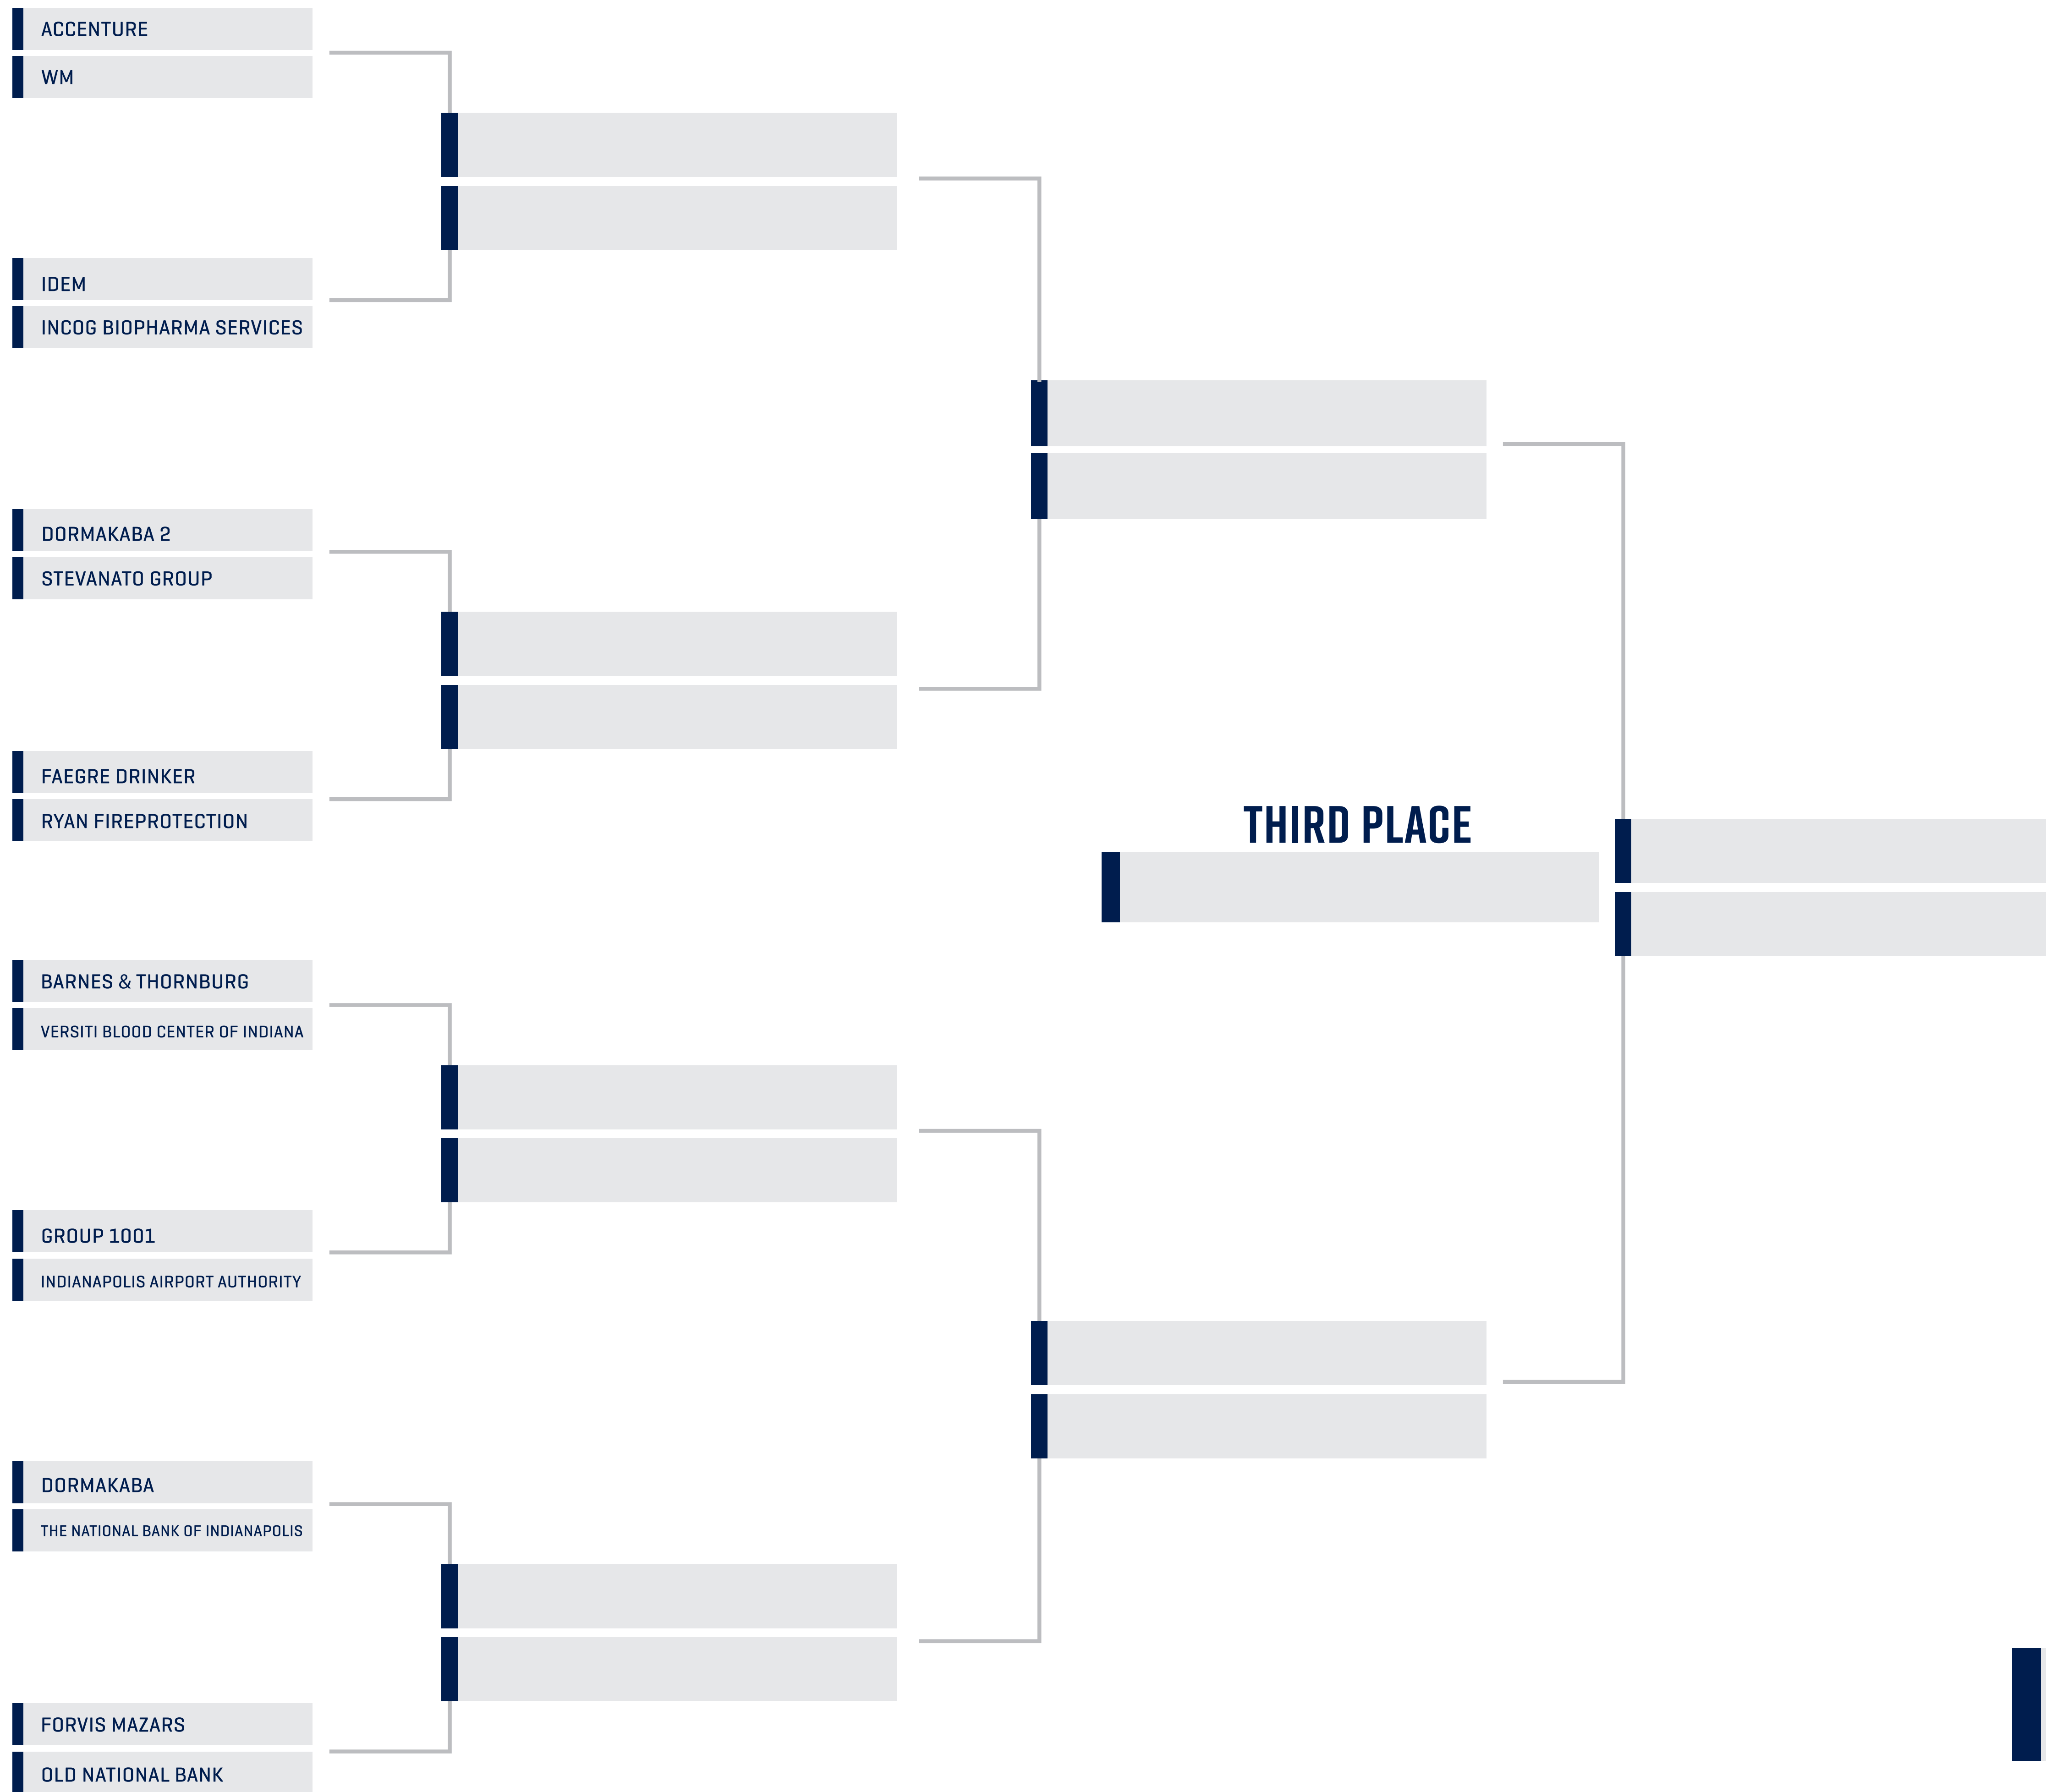 ACCENTURE
WM
IDEM
INCOG BIOPHARMA SERVICES
DORMAKABA 2
STEVANATO GROUP
FAEGRE DRINKER
RYAN FIREPROTECTION
THIRD PLACE
BARNES & THORNBURG
VERSITI BLOOD CENTER OF INDIANA
GROUP 1001
INDIANAPOLIS AIRPORT AUTHORITY
DORMAKABA
THE NATIONAL BANK OF INDIANAPOLIS
FORVIS MAZARS
OLD NATIONAL BANK